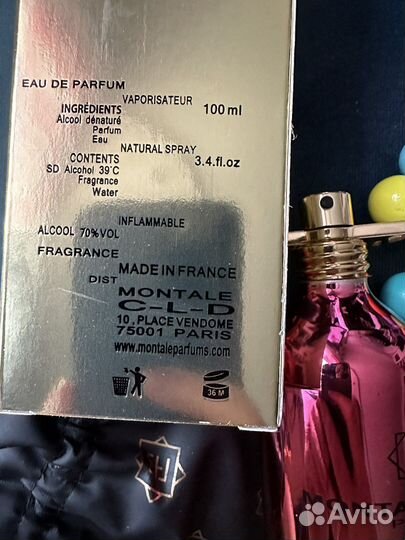 EAU DE PARFUM
VAPORISATEUR
INGRÉDIENTS 100 ml
Alcool dénaturé
Parfum
Eau
NATURAL SPRAY
CONTENTS 3.4.fl.oz
SD Alcohol 39°C
Fragrance
Water
INFLAMMABLE
ALCOOL 70% VOL
FRAGRANCE
MADE IN FRANCE
DIST MONTALE
C-L-D
10, PLACE VENDOME
75001 PARIS
www.montaleparfums.com
36 M
MONTA
Avito